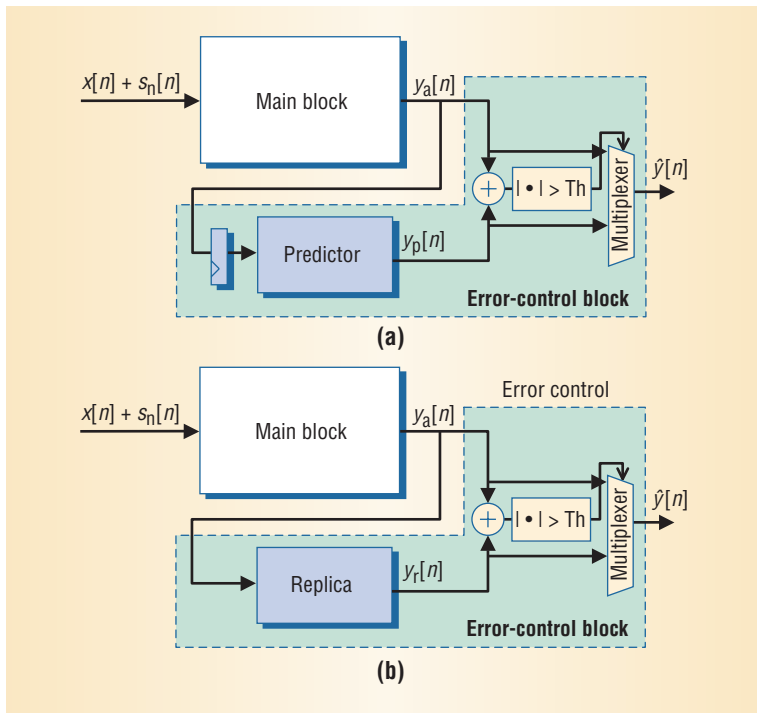 x[n] + sn[n]
Main block
ya[n]
+
| • | > Th
Multiplexer
ŷ[n]
Predictor
yp[n]
Error-control block
(a)
x[n] + sn[n]
Main block
ya[n]
Error control
+
| • | > Th
Multiplexer
ŷ[n]
Replica
yr[n]
Error-control block
(b)